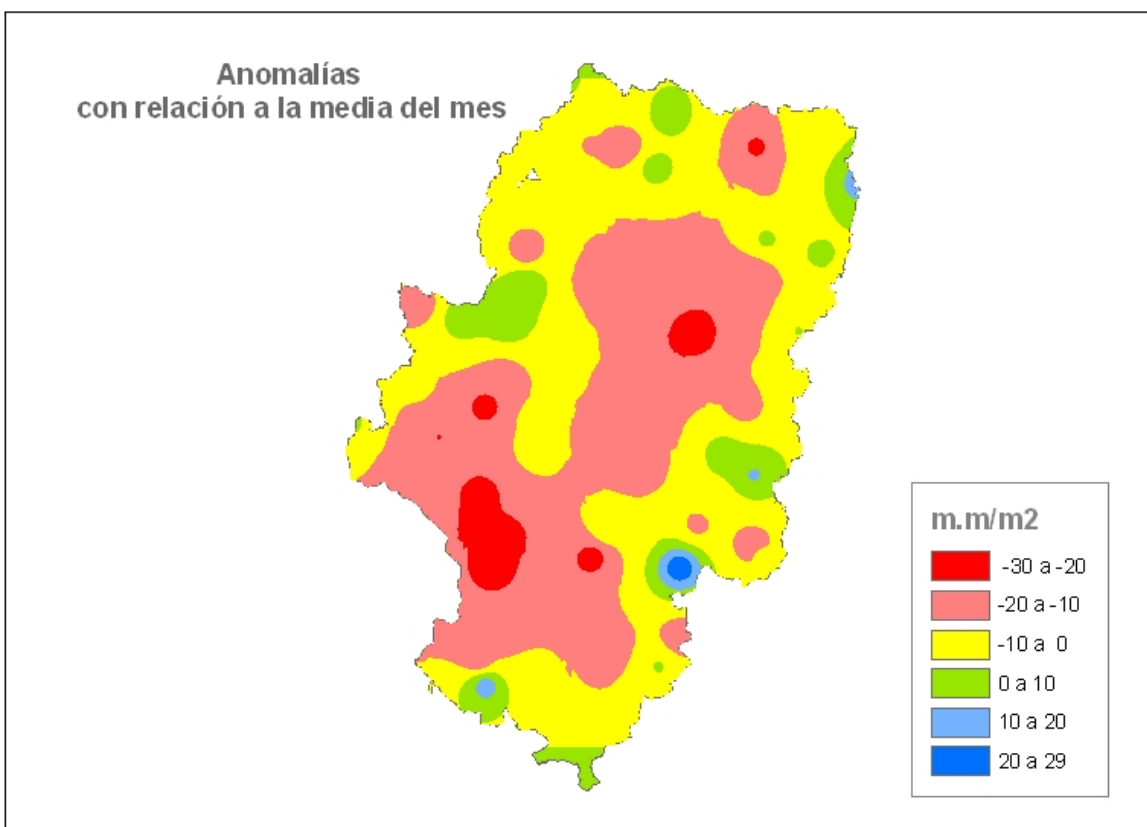 Anomalías
con relación a la media del mes
m.m/m2
-30 a -20
-20 a -10
-10 a 0
0 a 10
10 a 20
20 a 29